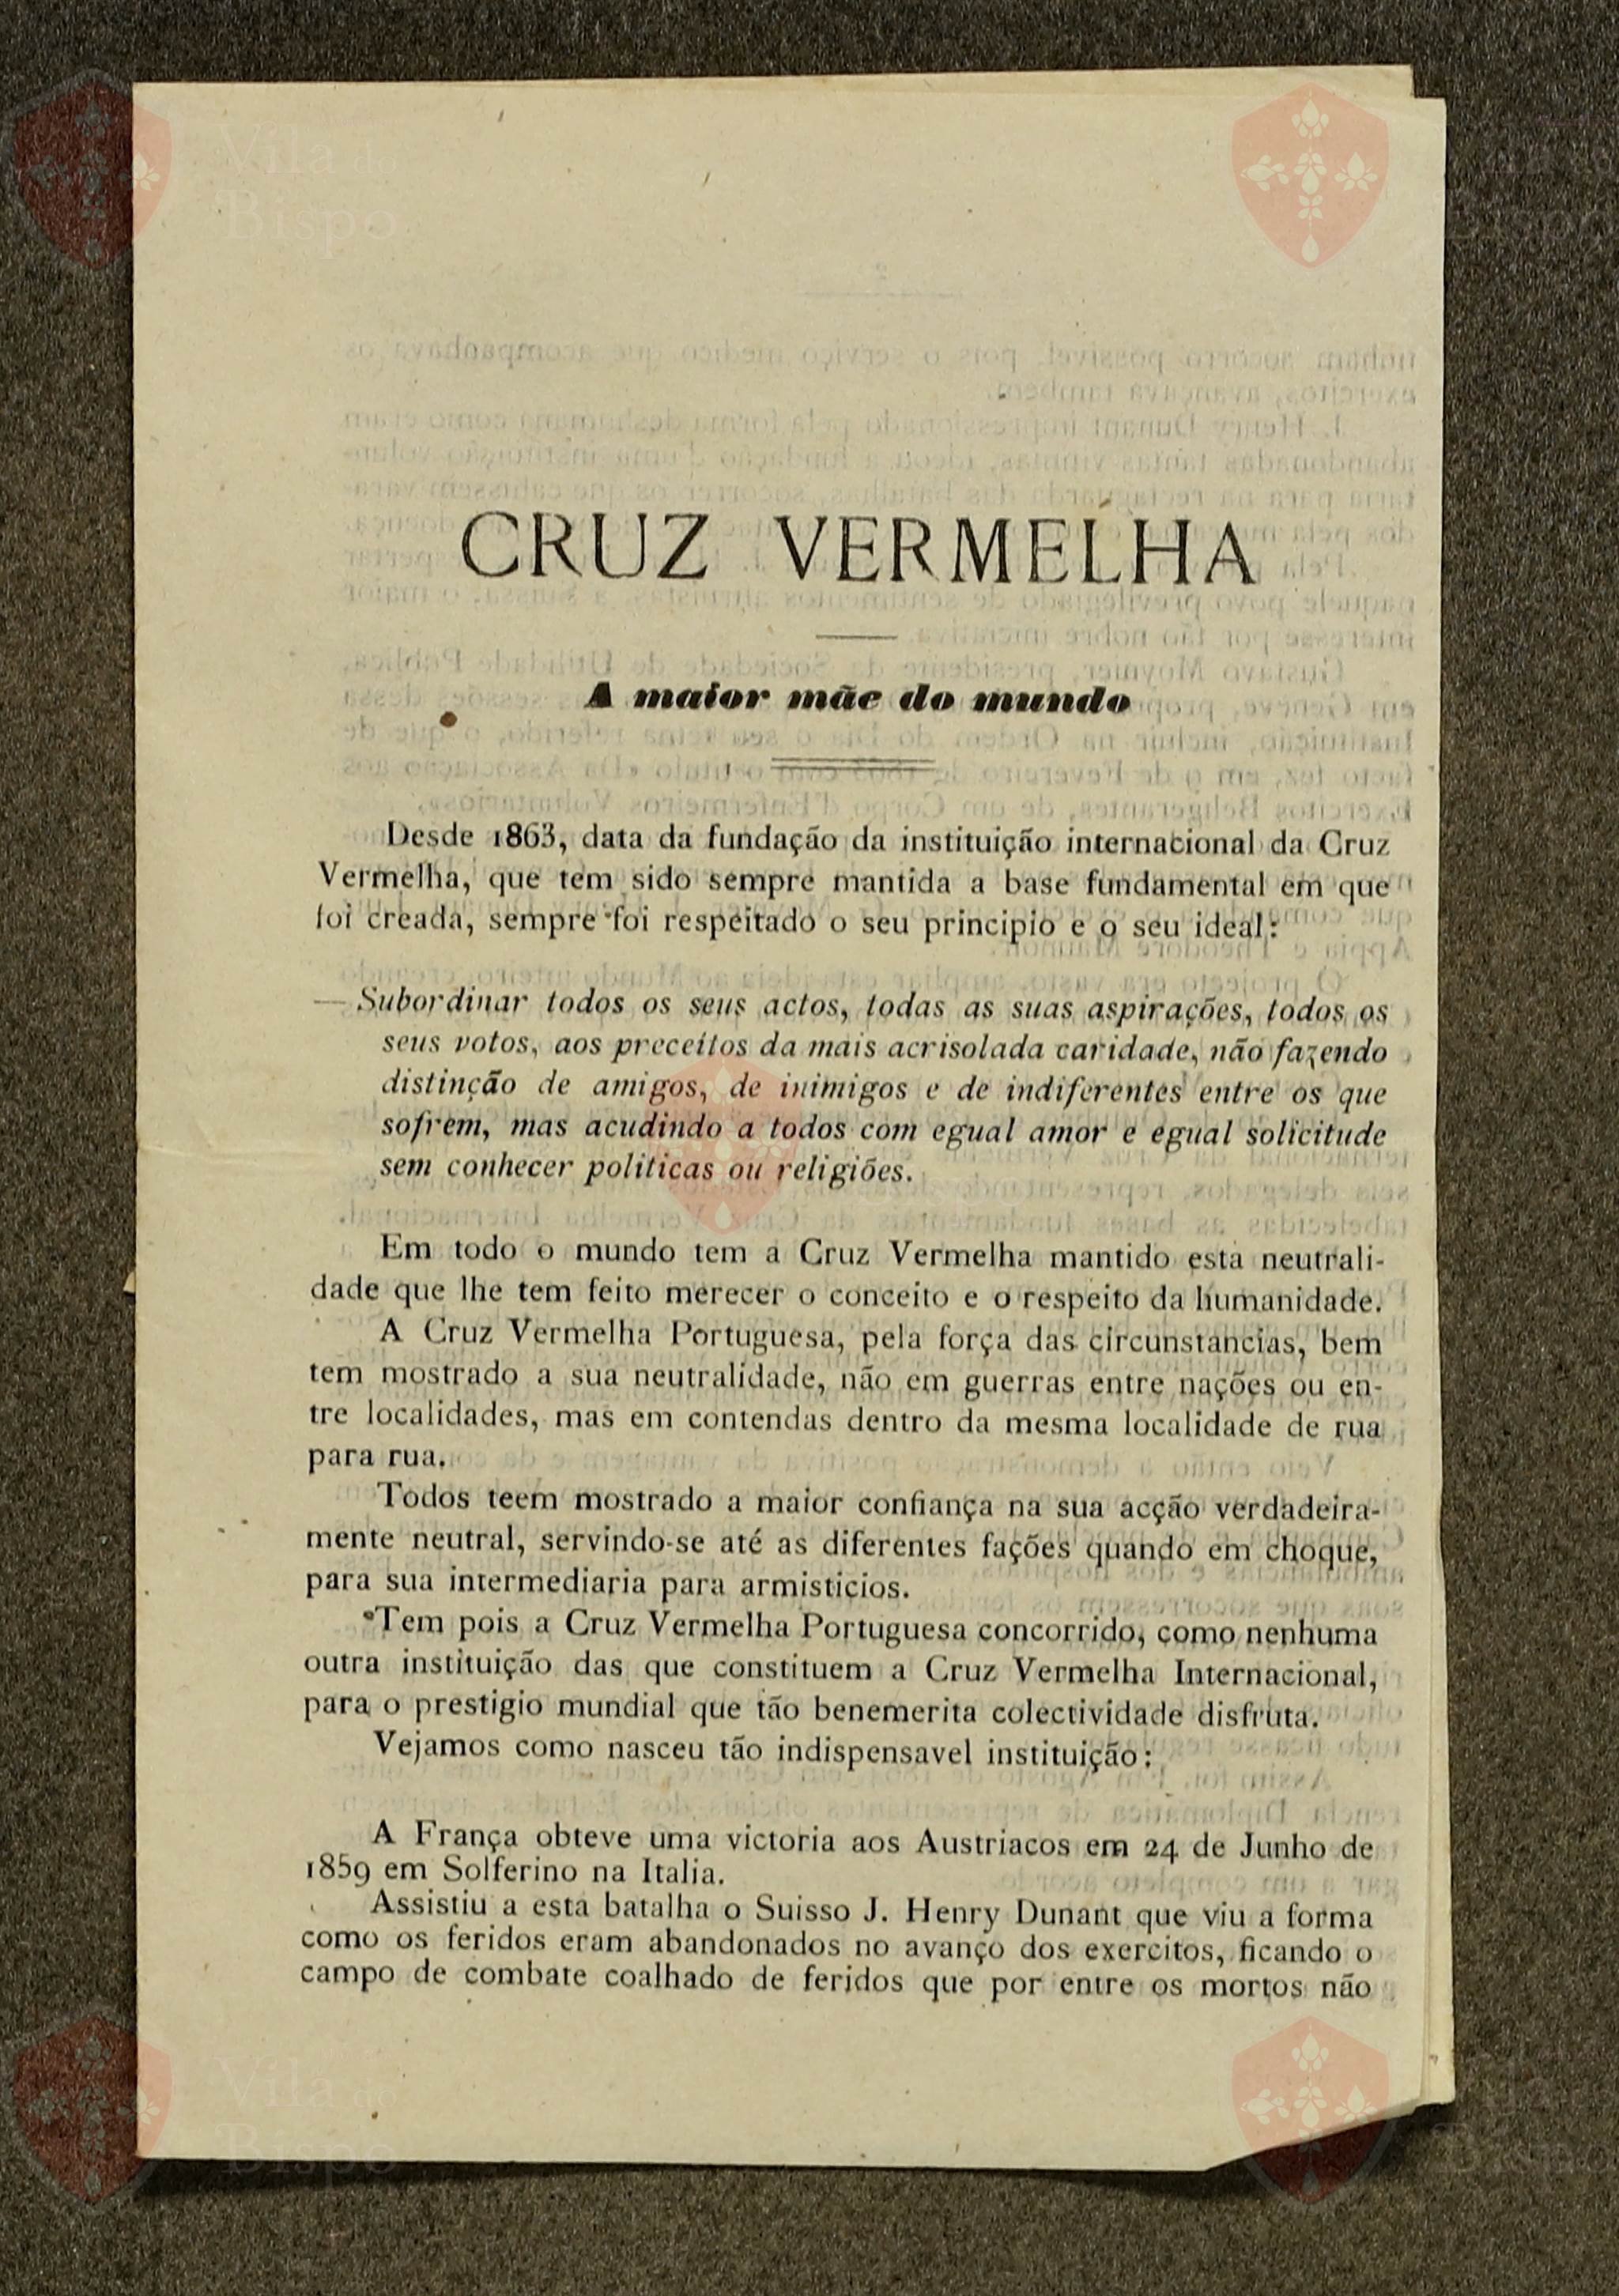 Vila do
Bispo
CRUZ VERMELHA
A maior mãe do mundo
Desde 1863, data da fundação da instituição internacional da Cruz
Vermelha, que tem sido sempre mantida a base fundamental em que
foi creada, sempre foi respeitado o seu principio e o seu ideal:
— Subordinar todos os seus actos, todas as suas aspirações, todos os
seus votos, aos preceitos da mais acrisolada caridade, não fazendo
distinção de amigos, de inimigos e de indiferentes entre os que
sofrem, mas acudindo a todos com egual amor e egual solicitude
sem conhecer politicas ou religiões.
Em todo o mundo tem a Cruz Vermelha mantido esta neutrali-
dade que lhe tem feito merecer o conceito e o respeito da humanidade.
A Cruz Vermelha Portuguesa, pela força das circunstancias, bem
tem mostrado a sua neutralidade, não em guerras entre nações ou en-
tre localidades, mas em contendas dentro da mesma localidade de rua
para rua.
Todos teem mostrado a maior confiança na sua acção verdadeira-
mente neutral, servindo-se até as diferentes fações quando em choque,
para sua intermediaria para armisticios.
Tem pois a Cruz Vermelha Portuguesa concorrido, como nenhuma
outra instituição das que constituem a Cruz Vermelha Internacional,
para o prestigio mundial que tão benemerita colectividade disfruta.
Vejamos como nasceu tão indispensavel instituição:
A França obteve uma victoria aos Austriacos em 24 de Junho de
1859 em Solferino na Italia.
Assistiu a esta batalha o Suisso J. Henry Dunant que viu a forma
como os feridos eram abandonados no avanço dos exercitos, ficando o
campo de combate coalhado de feridos que por entre os mortos não
Vila do
Bispo